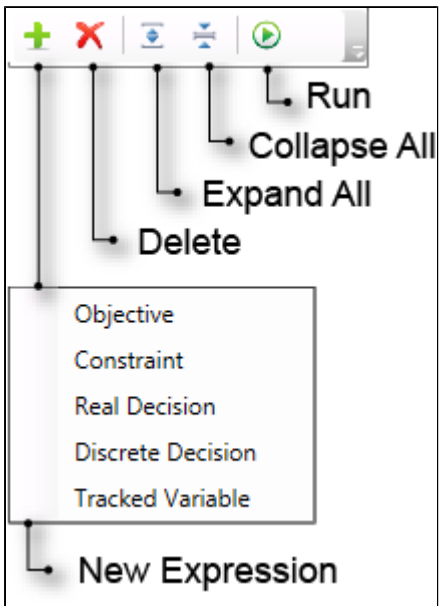 Run
Collapse All
Expand All
Delete
Objective
Constraint
Real Decision
Discrete Decision
Tracked Variable
New Expression